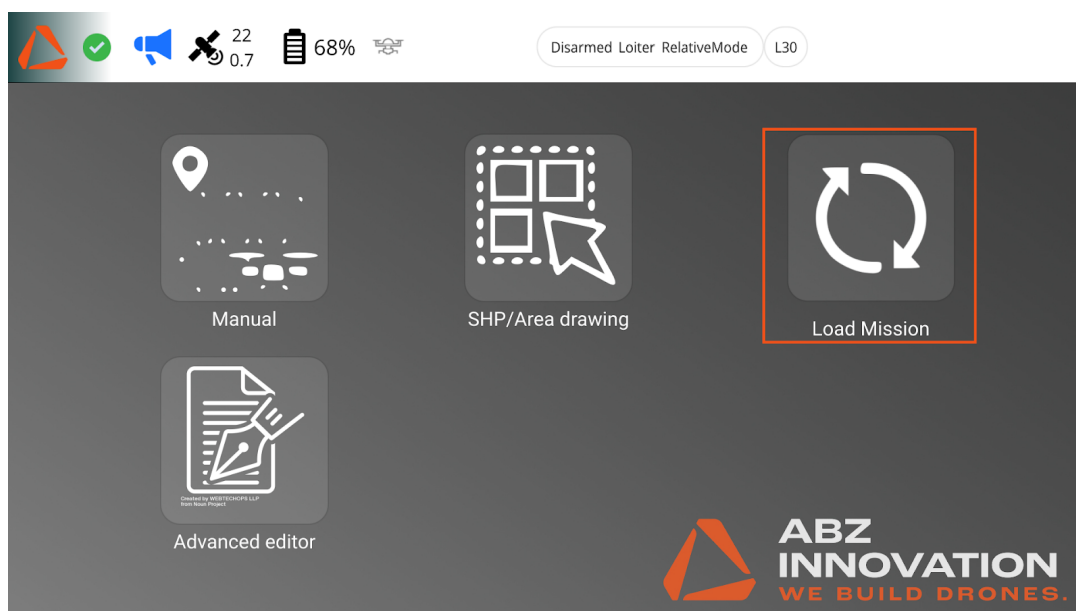 22
0.7
68%
Disarmed Loiter RelativeMode
L30
Manual
SHP/Area drawing
Load Mission
Created by WEBTECHOPS LLP
from Noun Project
Advanced editor
ABZ
INNOVATION
WE BUILD DRONES.